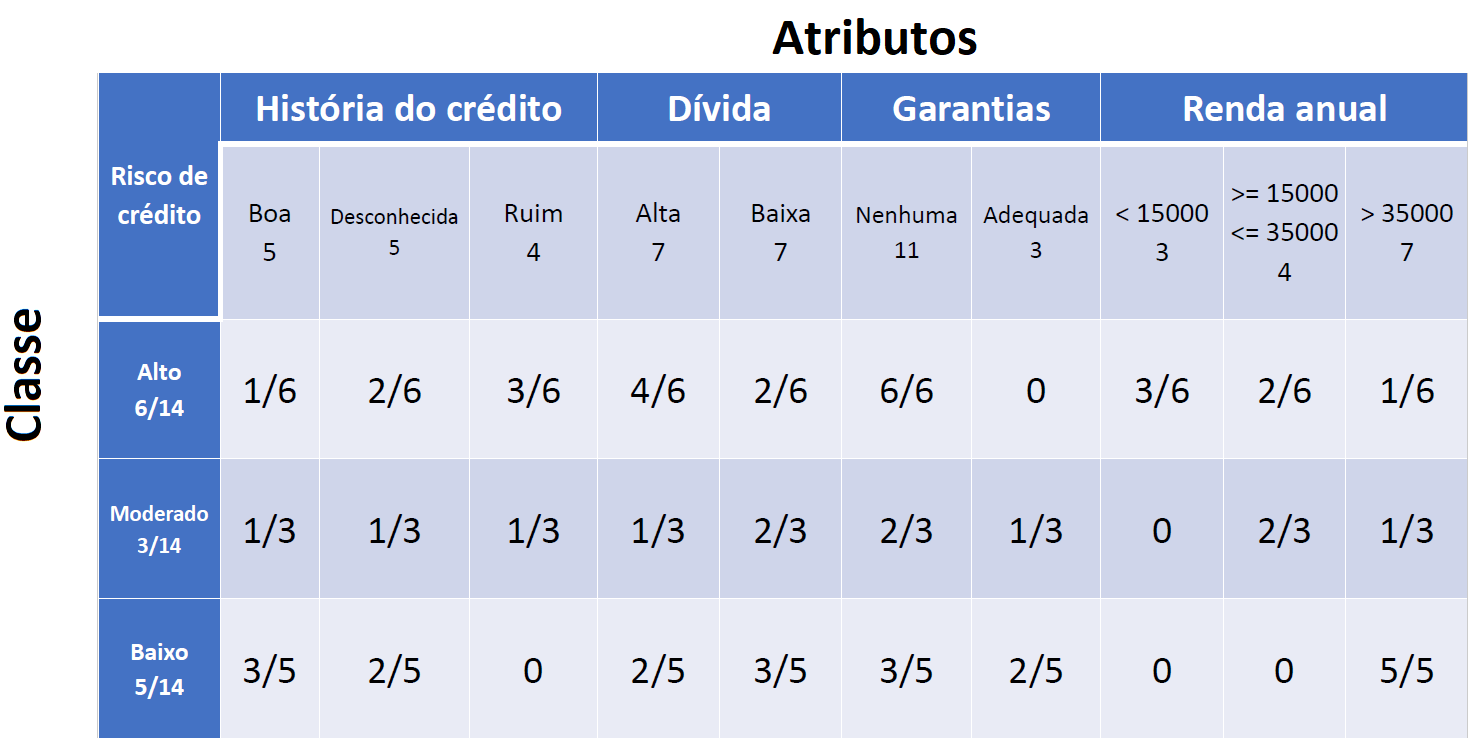 Atributos
Classe
Risco de
crédito
História do crédito
Dívida
Garantias
Renda anual
Boa
5
Desconhecida
5
Ruim
4
Alta
7
Baixa
7
Nenhuma
11
Adequada
3
< 15000
3
>= 15000
<= 35000
4
> 35000
7
Alto
6/14
1/6
2/6
3/6
4/6
2/6
6/6
0
3/6
2/6
1/6
Moderado
3/14
1/3
1/3
1/3
1/3
2/3
2/3
1/3
0
2/3
1/3
Baixo
5/14
3/5
2/5
0
2/5
3/5
3/5
2/5
0
0
5/5